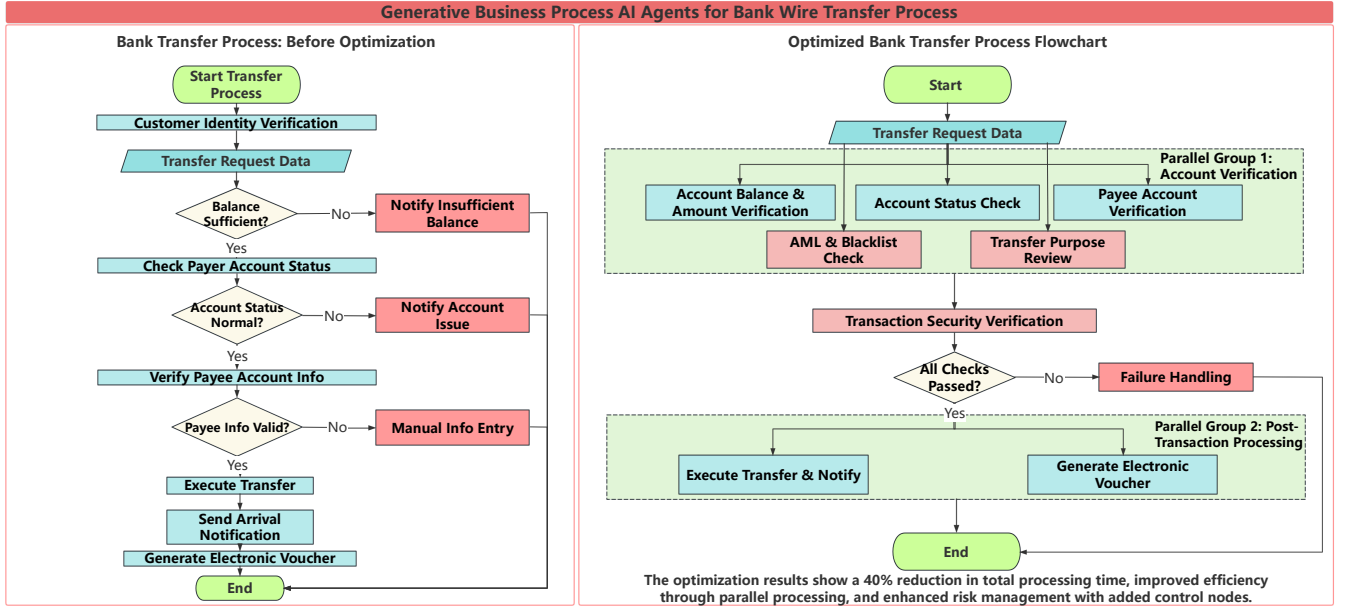 Generative Business Process AI Agents for Bank Wire Transfer Process
Bank Transfer Process: Before Optimization
Start Transfer
Process
Customer Identity Verification
Transfer Request Data
Balance
Sufficient?
No
Notify Insufficient
Balance
Yes
Check Payer Account Status
Account Status
Normal?
No
Notify Account
Issue
Yes
Verify Payee Account Info
Payee Info Valid?
No
Manual Info Entry
Yes
Execute Transfer
Send Arrival
Notification
Generate Electronic Voucher
End
Optimized Bank Transfer Process Flowchart
Start
Transfer Request Data
Parallel Group 1:
Account Verification
Account Balance &
Amount Verification
Account Status Check
Payee Account
Verification
AML & Blacklist
Check
Transfer Purpose
Review
Transaction Security Verification
All Checks
Passed?
No
Failure Handling
Yes
Parallel Group 2: Post-
Transaction Processing
Execute Transfer & Notify
Generate Electronic
Voucher
End
The optimization results show a 40% reduction in total processing time, improved efficiency
through parallel processing, and enhanced risk management with added control nodes.